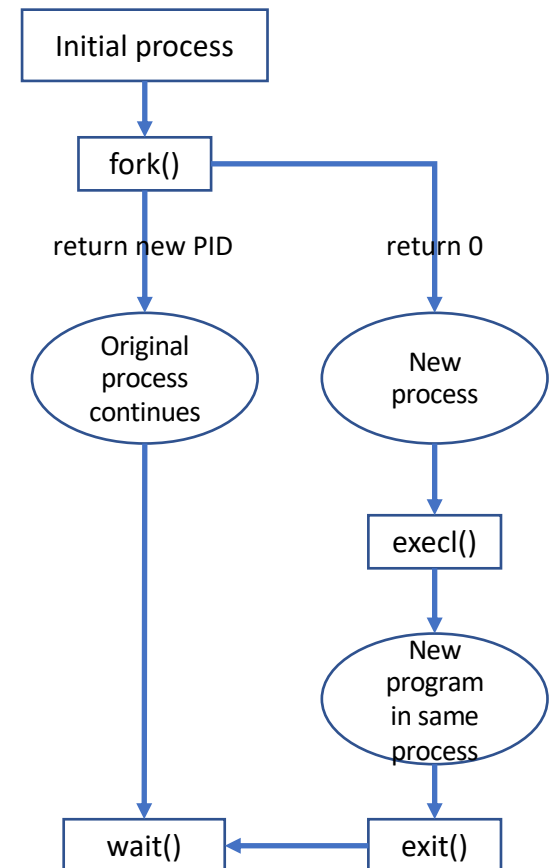 Initial process
fork()
return new PID
return 0
Original
process
continues
New
process
execl()
New
program
in same
process
wait()
exit()